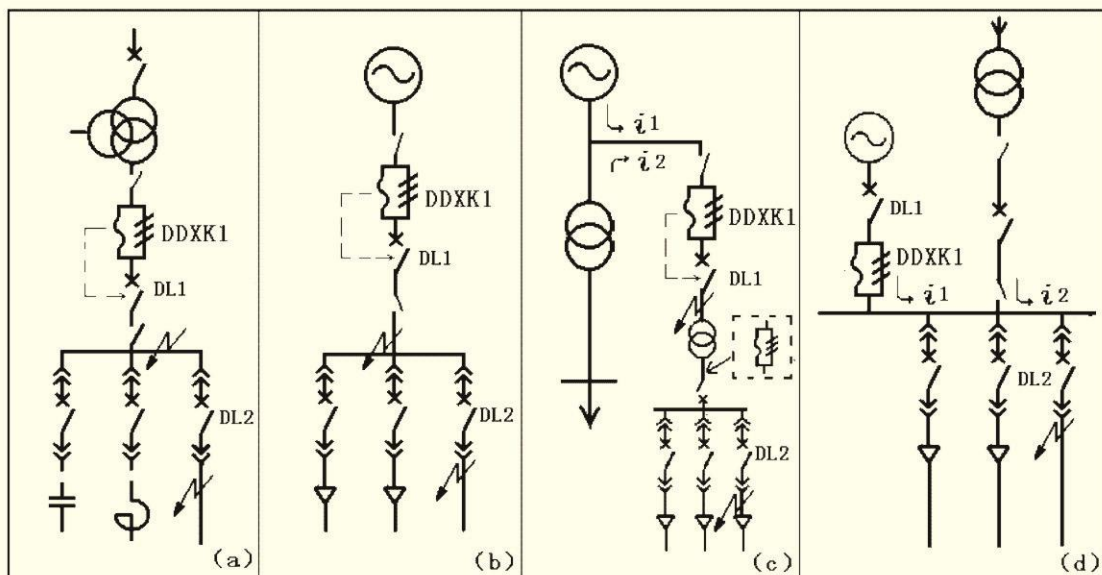 DDXK1
DL1
DL2
(a)
DDXK1
DL1
DL2
(b)
i1
i2
DDXK1
DL1
DL2
(c)
DL1
DDXK1
i1
i2
DL2
(d)